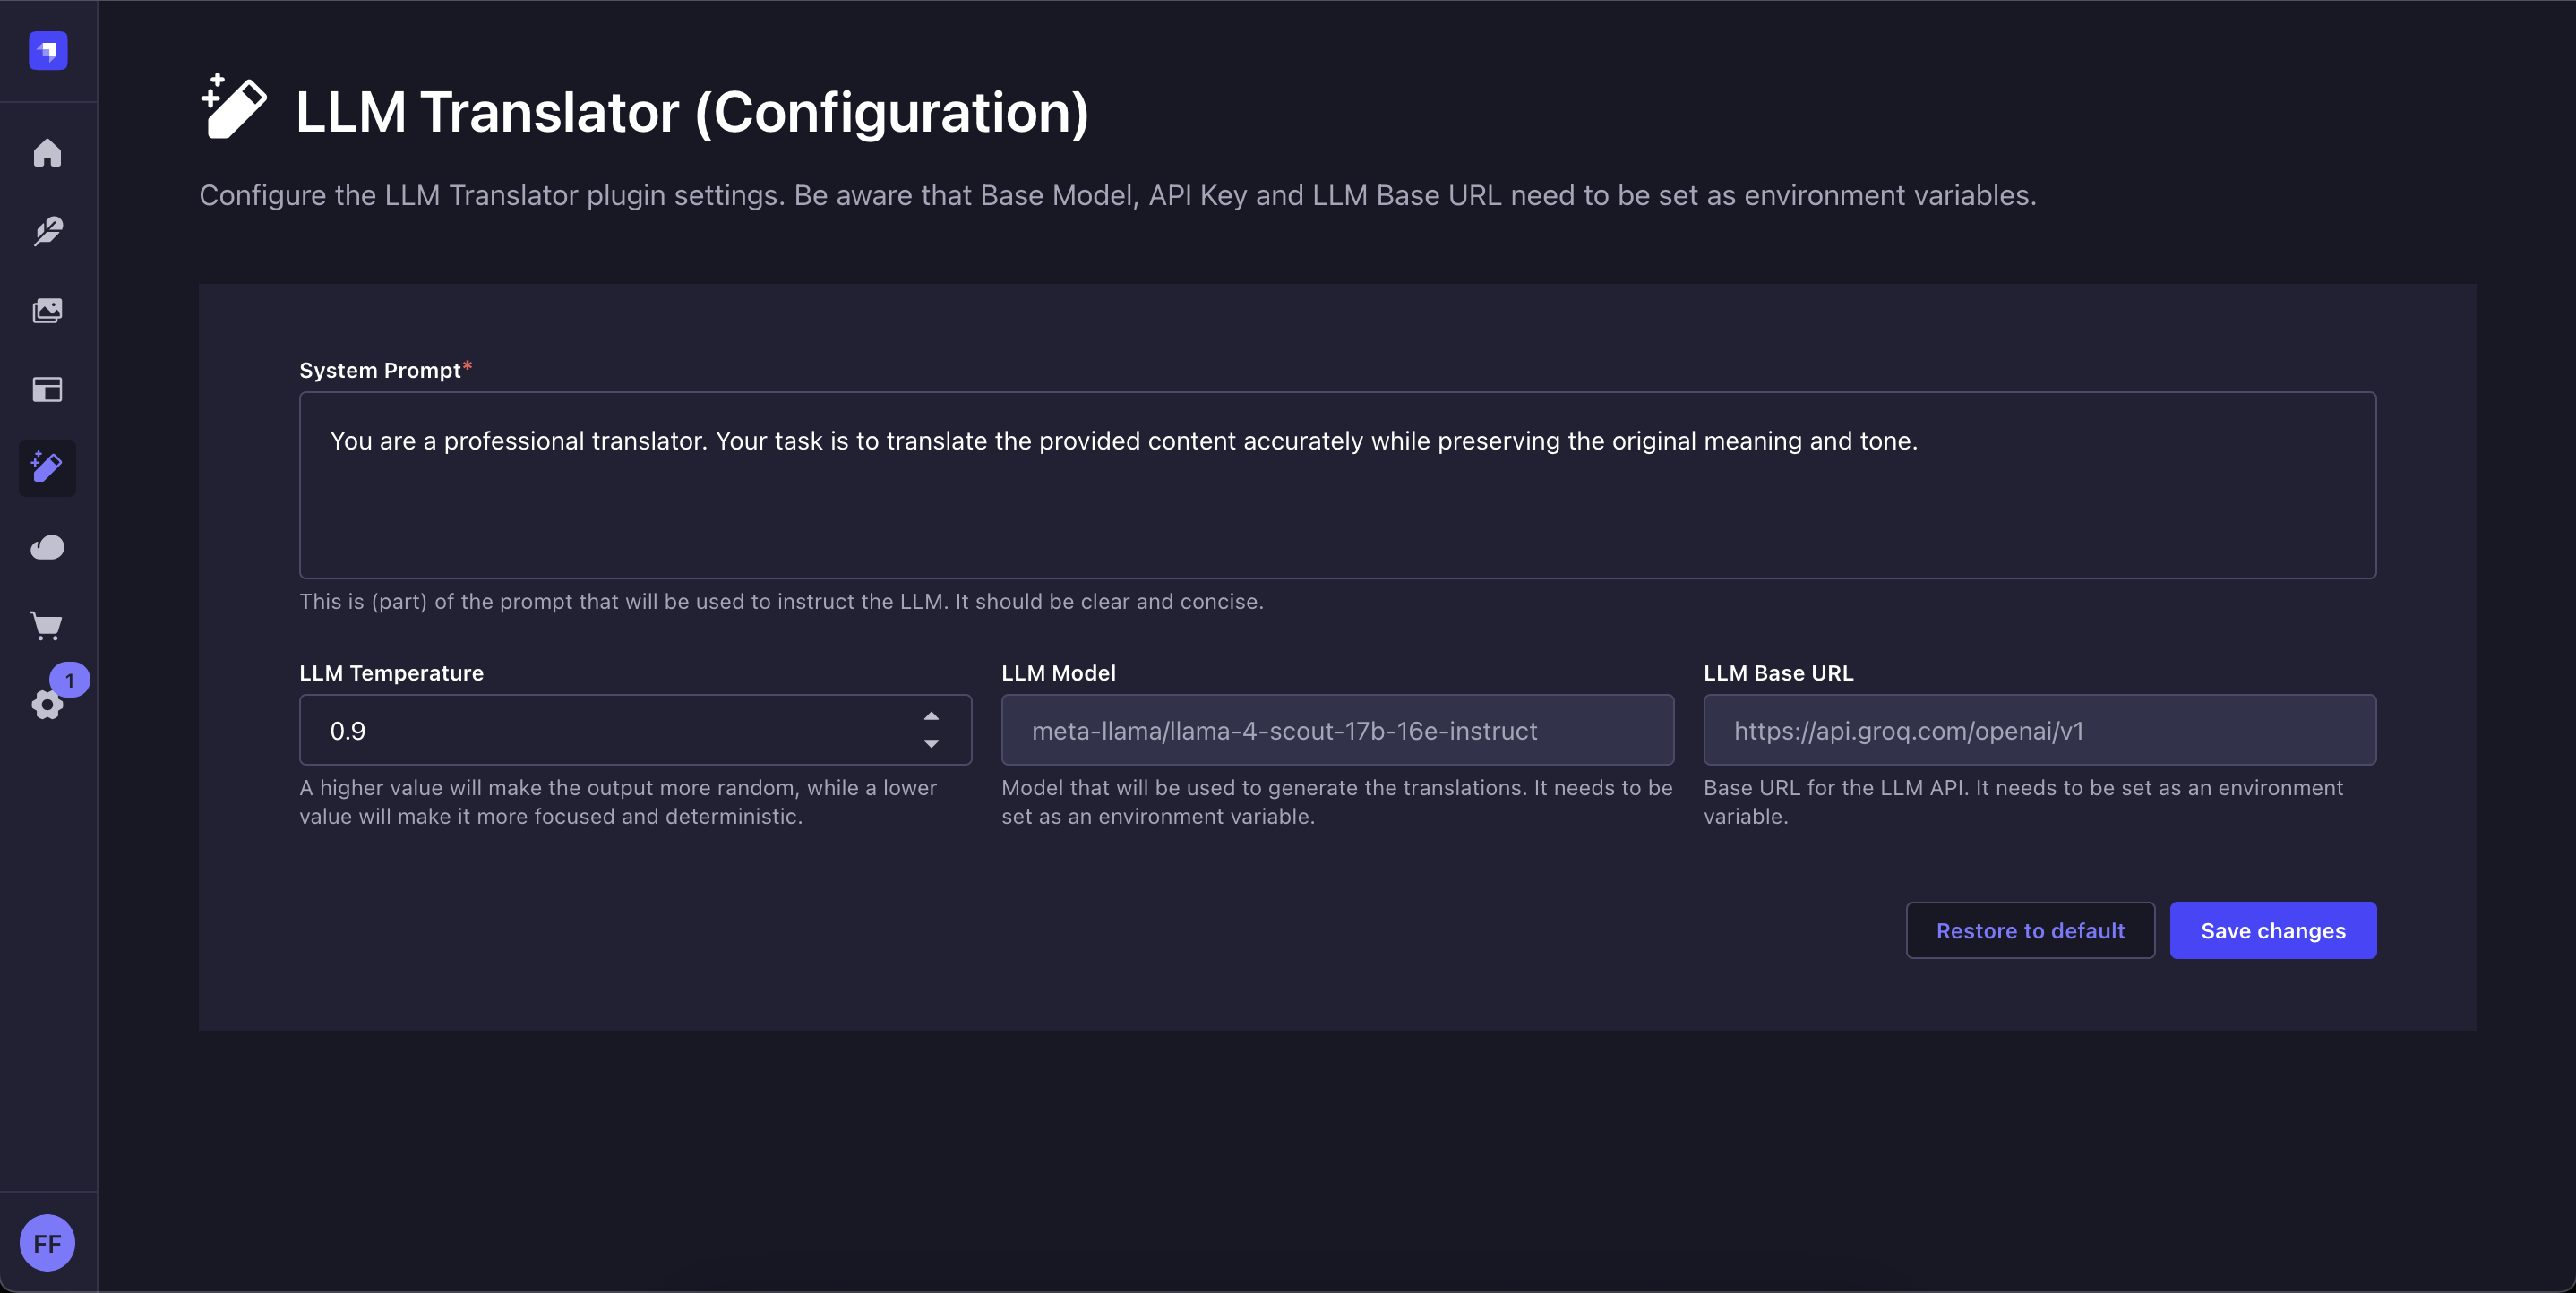 LLM Translator (Configuration)
Configure the LLM Translator plugin settings. Be aware that Base Model, API Key and LLM Base URL need to be set as environment variables.
System Prompt*
You are a professional translator. Your task is to translate the provided content accurately while preserving the original meaning and tone.
This is (part) of the prompt that will be used to instruct the LLM. It should be clear and concise.
LLM Temperature
0.9
A higher value will make the output more random, while a lower
value will make it more focused and deterministic.
LLM Model
meta-llama/llama-4-scout-17b-16e-instruct
Model that will be used to generate the translations. It needs to be
set as an environment variable.
LLM Base URL
https://api.groq.com/openai/v1
Base URL for the LLM API. It needs to be set as an environment
variable.
Restore to default
Save changes
1
FF